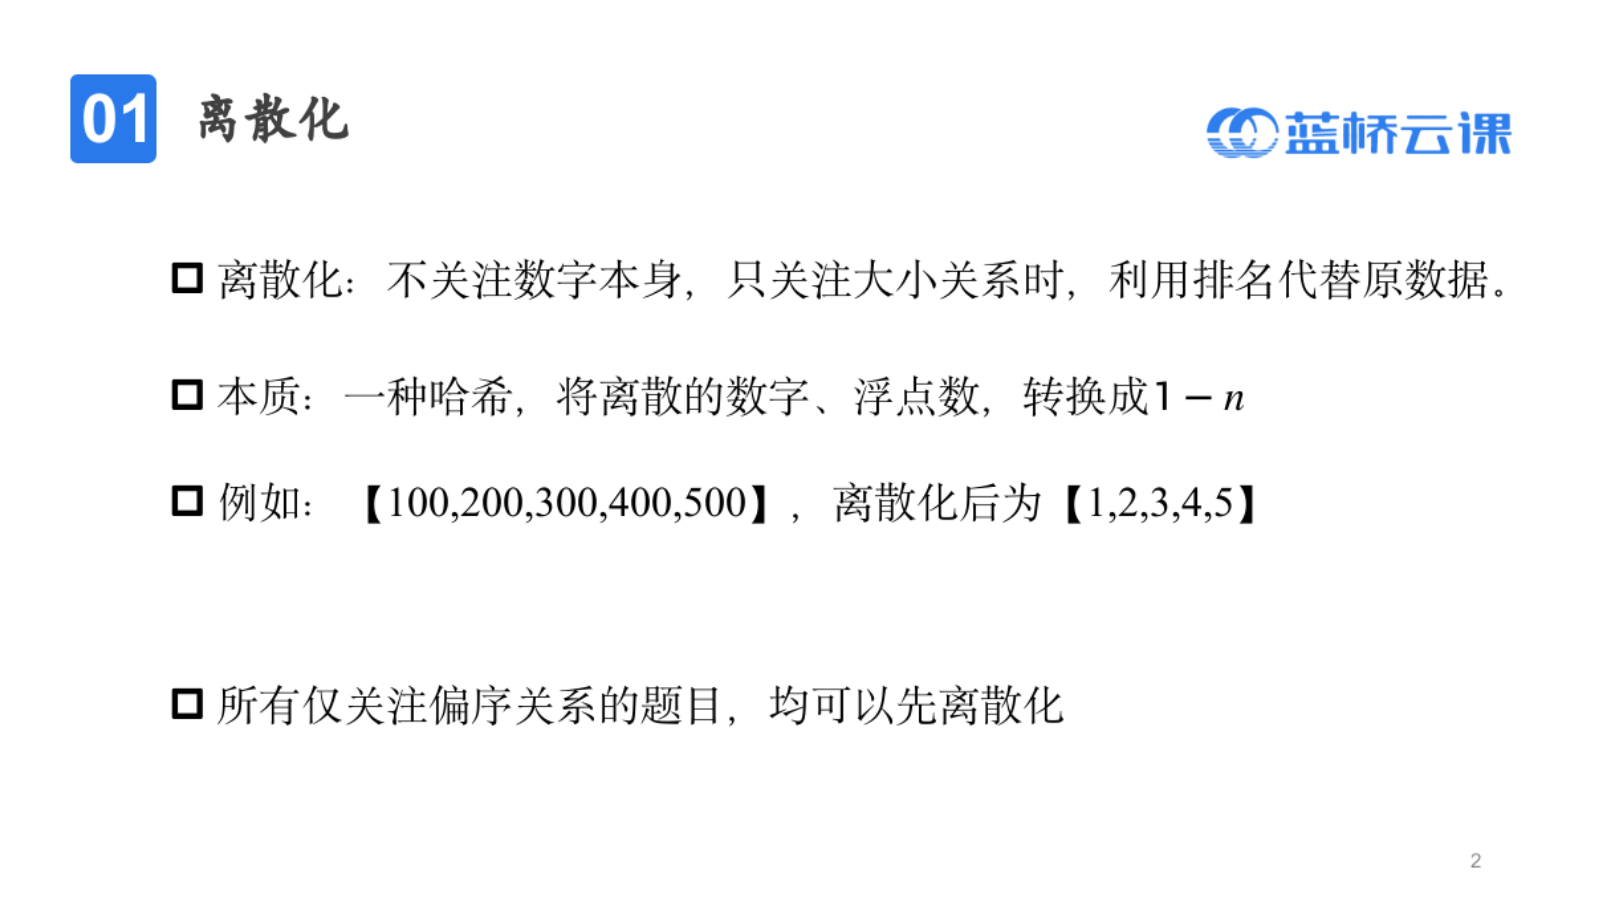 01 离散化
蓝桥云课
离散化：不关注数字本身，只关注大小关系时，利用排名代替原数据。
本质：一种哈希，将离散的数字、浮点数，转换成1 − n
例如：【100,200,300,400,500】，离散化后为【1,2,3,4,5】
所有仅关注偏序关系的题目，均可以先离散化
2